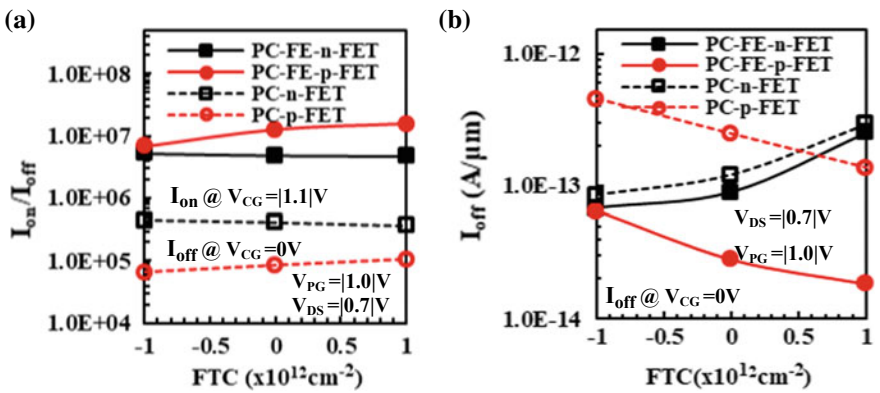 (a)
PC-FE-n-FET
PC-FE-p-FET
PC-n-FET
PC-p-FET
1.0E+08
1.0E+07
1.0E+06
1.0E+05
1.0E+04
Ion/Ioff
Ion @ VCG=|1.1|V
Ioff @ VCG=0V
VPG=|1.0|V
VDS=|0.7|V
-1 -0.5 0 0.5 1
FTC (x10¹²cm⁻²)
(b)
PC-FE-n-FET
PC-FE-p-FET
PC-n-FET
PC-p-FET
1.0E-12
1.0E-13
1.0E-14
Ioff (A/μm)
VDS=|0.7|V
VPG=|1.0|V
Ioff @ VCG=0V
-1 -0.5 0 0.5 1
FTC(x10¹²cm⁻²)